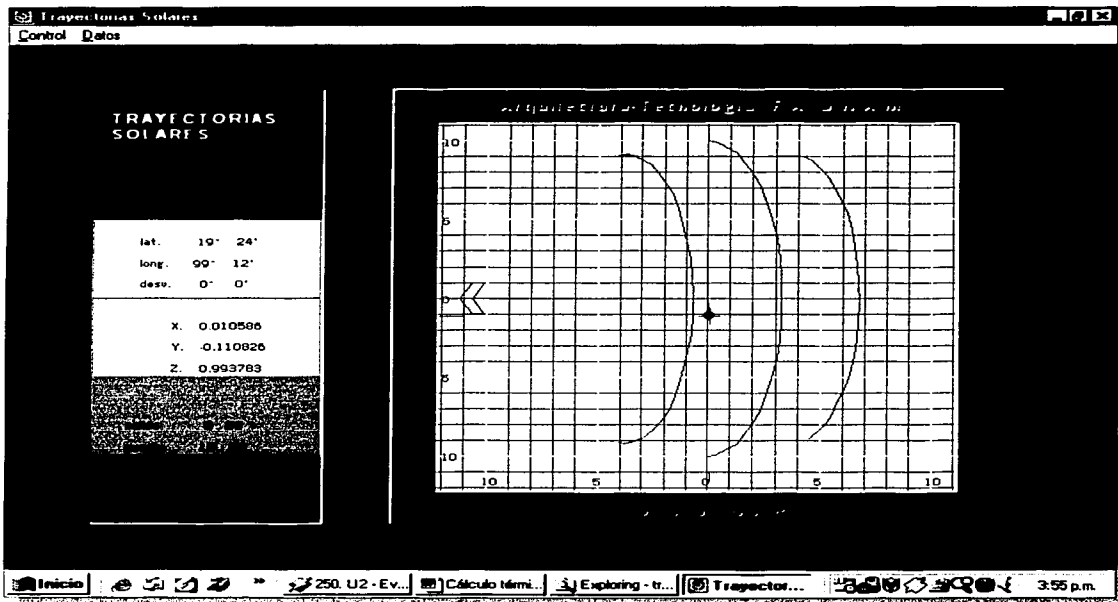 Trayectorias Solares
Control Datos
TRAYECTORIAS
SOLARES
lat. 19° 24'
long. 99° 12'
desv. 0° 0'
X. 0.010586
Y. -0.110826
Z. 0.993783
Arquitectura-Tecnologia
10
5
0
5
10
10 5 0 5 10
Inicio » 250. U2 - Ev... Cálculo térmi... Exploring - tr... Trayector... 3:55 p.m.